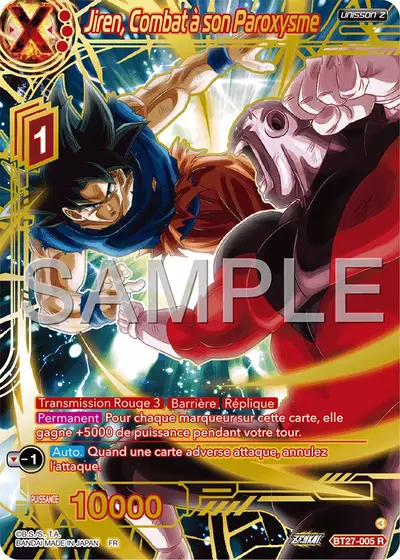 X
Jiren, Combat à son Paroxysme
UNISSON Z
1
SAMPLE
Transmission Rouge 3 Barrière Réplique
Permanent Pour chaque marqueur sur cette carte, elle
gagne +5000 de puissance pendant votre tour.
-1 Auto. Quand une carte adverse attaque, annulez
l'attaque.
PUISSANCE 10000
3
©B.S./S., T.A.
BANDAI MADE IN JAPAN FR
BT27-005 R